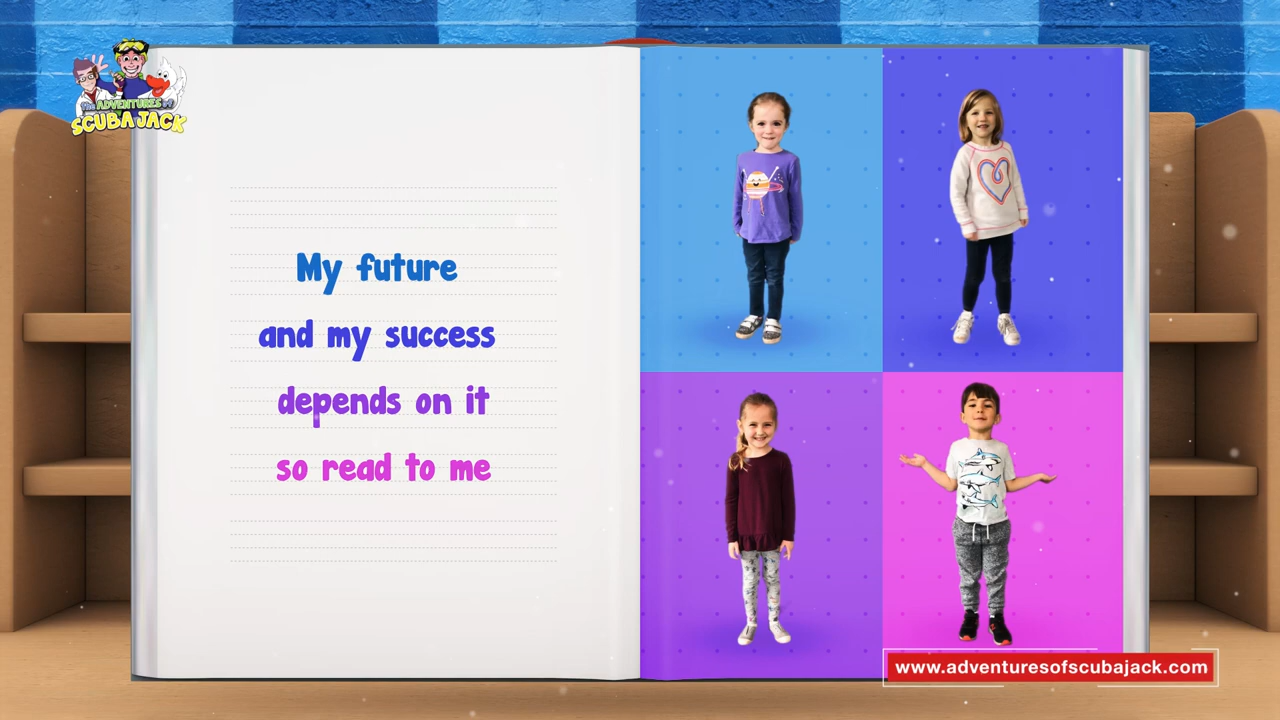 The ADVENTURES of
SCUBA JACK
My future
and my success
depends on it
so read to me
www.adventuresofscubajack.com